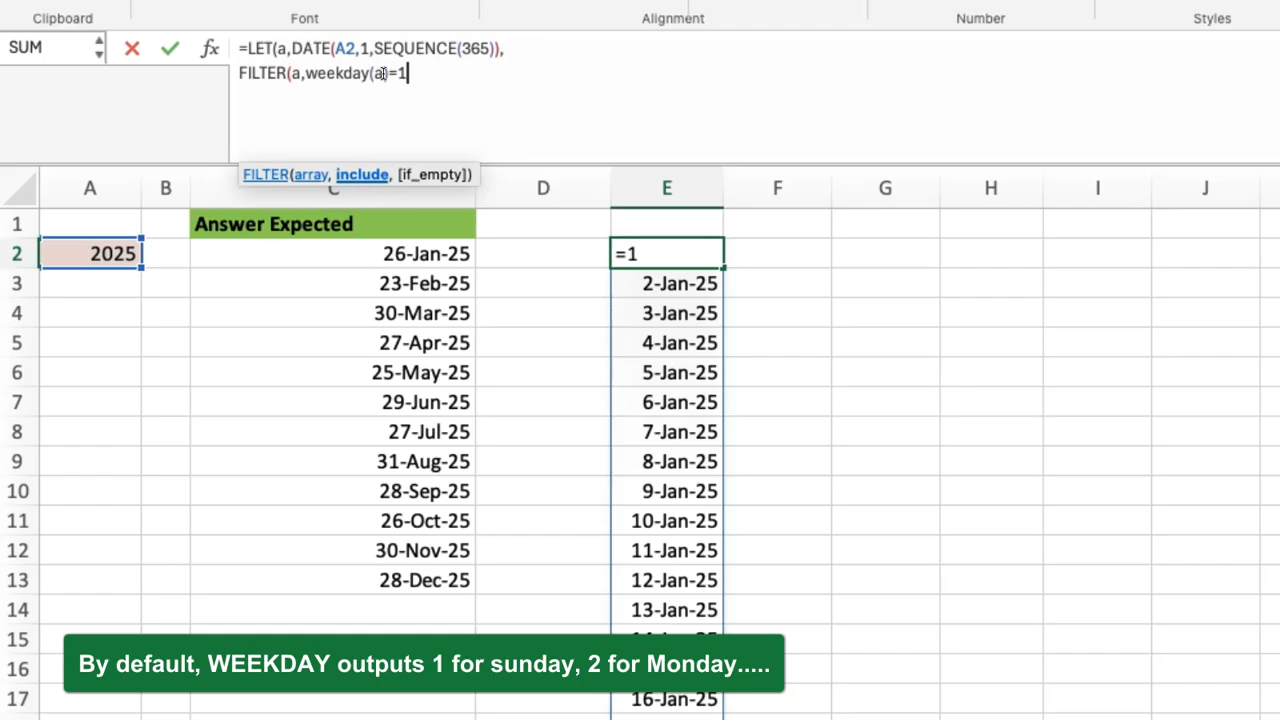 Clipboard Font Alignment Number Styles
SUM fx =LET(a,DATE(A2,1,SEQUENCE(365)),
FILTER(a,weekday(a)=1
FILTER(array, include, [if_empty])
A B C D E F G H I J
1 Answer Expected
2 2025 26-Jan-25 =1
3 23-Feb-25 2-Jan-25
4 30-Mar-25 3-Jan-25
5 27-Apr-25 4-Jan-25
6 25-May-25 5-Jan-25
7 29-Jun-25 6-Jan-25
8 27-Jul-25 7-Jan-25
9 31-Aug-25 8-Jan-25
10 28-Sep-25 9-Jan-25
11 26-Oct-25 10-Jan-25
12 30-Nov-25 11-Jan-25
13 28-Dec-25 12-Jan-25
14 13-Jan-25
15
16 By default, WEEKDAY outputs 1 for sunday, 2 for Monday.....
17 16-Jan-25